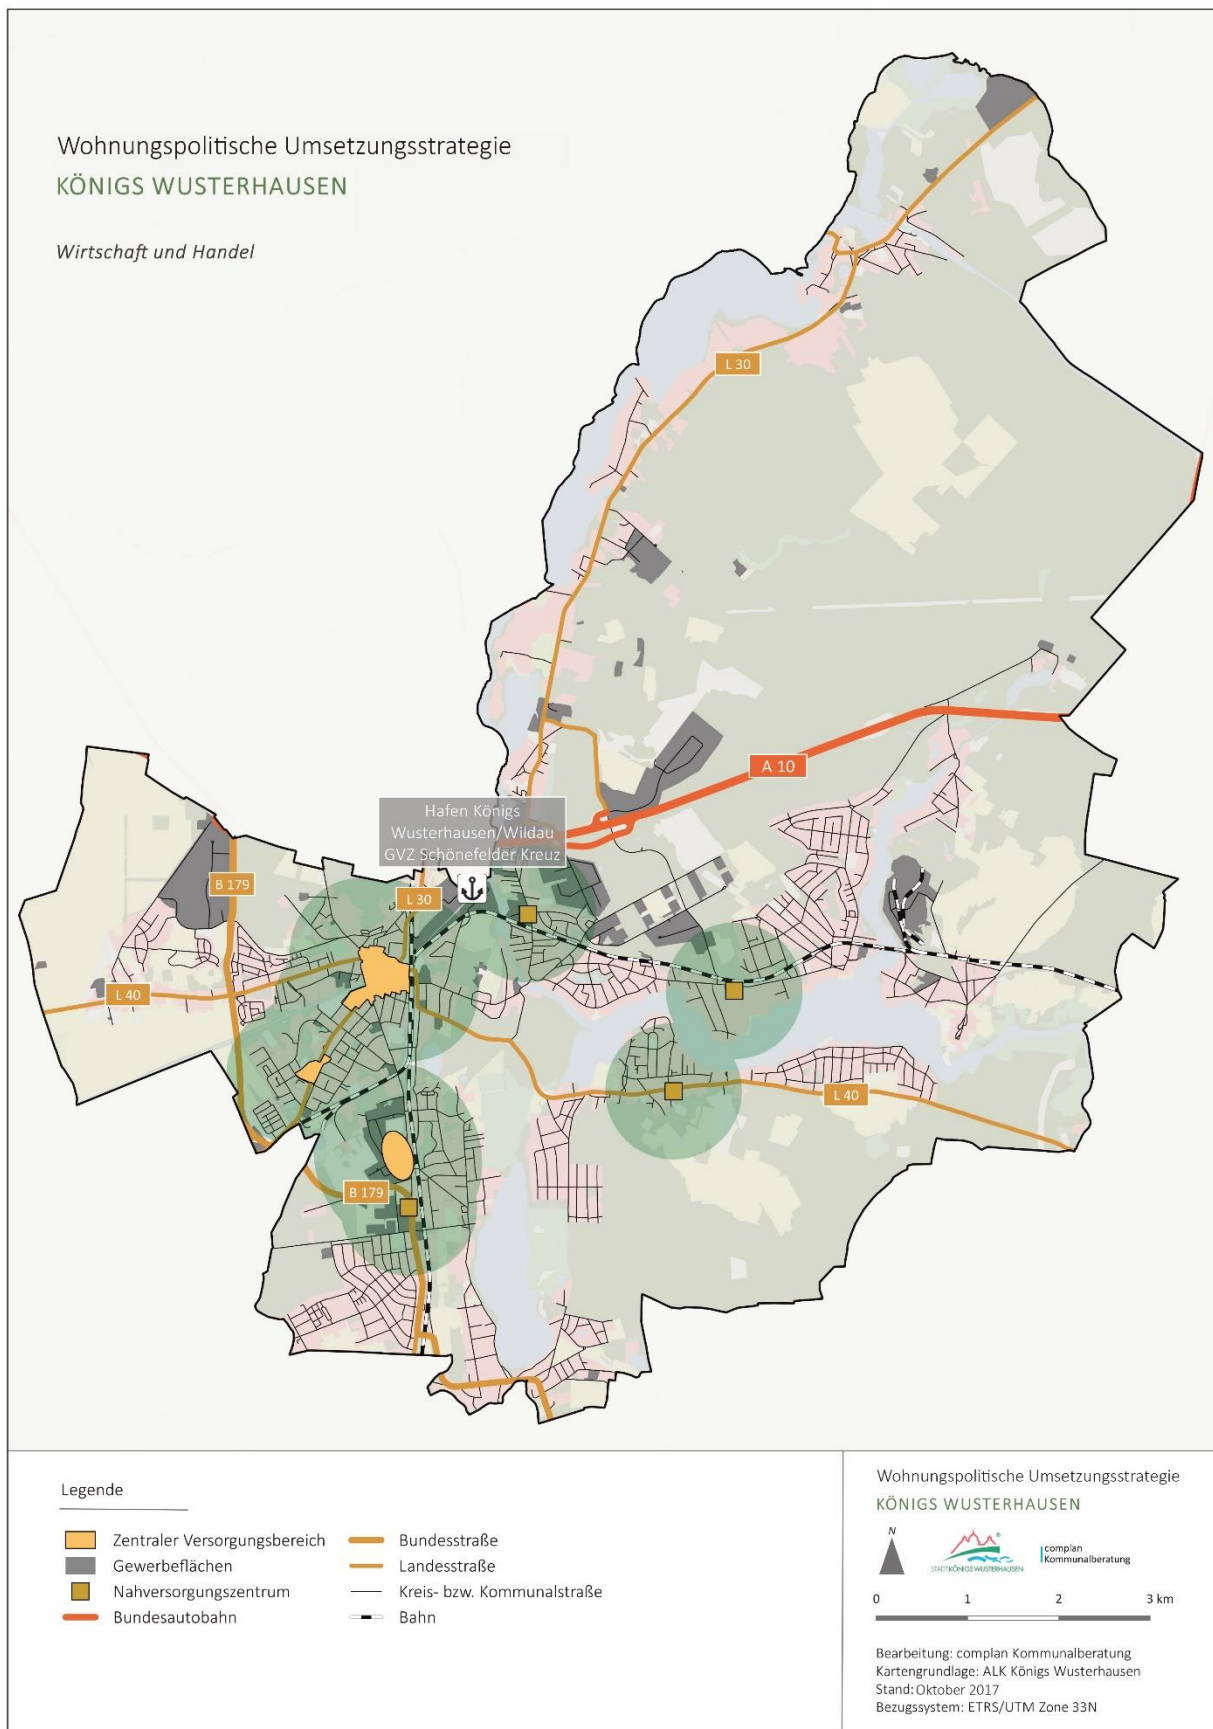 Wohnungspolitische Umsetzungsstrategie
KÖNIGS WUSTERHAUSEN
Wirtschaft und Handel
L 30
A 10
Hafen Königs
Wusterhausen/Wildau
GVZ Schönefelder Kreuz
B 179
L 30
L 40
L 40
B 179
Legende
Zentraler Versorgungsbereich
Gewerbeflächen
Nahversorgungszentrum
Bundesautobahn
Bundesstraße
Landesstraße
Kreis- bzw. Kommunalstraße
Bahn
Wohnungspolitische Umsetzungsstrategie
KÖNIGS WUSTERHAUSEN
N
STADTKÖNIGSWUSTERHAUSEN
complan
Kommunalberatung
0 1 2 3 km
Bearbeitung: complan Kommunalberatung
Kartengrundlage: ALK Königs Wusterhausen
Stand: Oktober 2017
Bezugssystem: ETRS/UTM Zone 33N